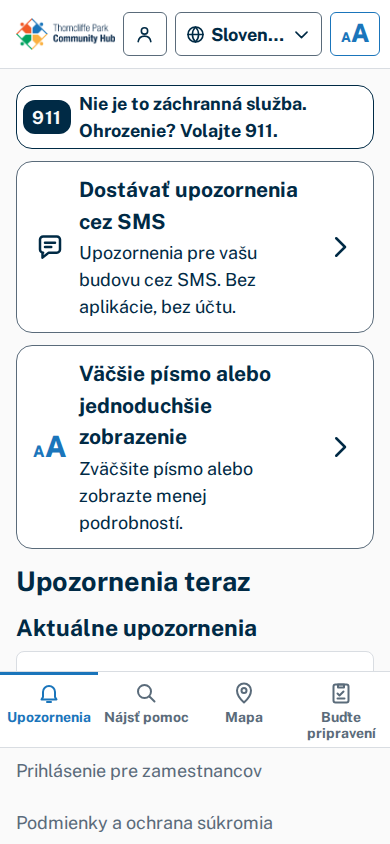 Thorncliffe Park
Community Hub
Sloven...
AA
911
Nie je to záchranná služba.
Ohrozenie? Volajte 911.
Dostávať upozornenia
cez SMS
Upozornenia pre vašu
budovu cez SMS. Bez
aplikácie, bez účtu.
Väčšie písmo alebo
jednoduchšie
zobrazenie
AA
Zväčšite písmo alebo
zobrazte menej
podrobností.
Upozornenia teraz
Aktuálne upozornenia
Upozornenia
Nájsť pomoc
Mapa
Buďte
pripravení
Prihlásenie pre zamestnancov
Podmienky a ochrana súkromia